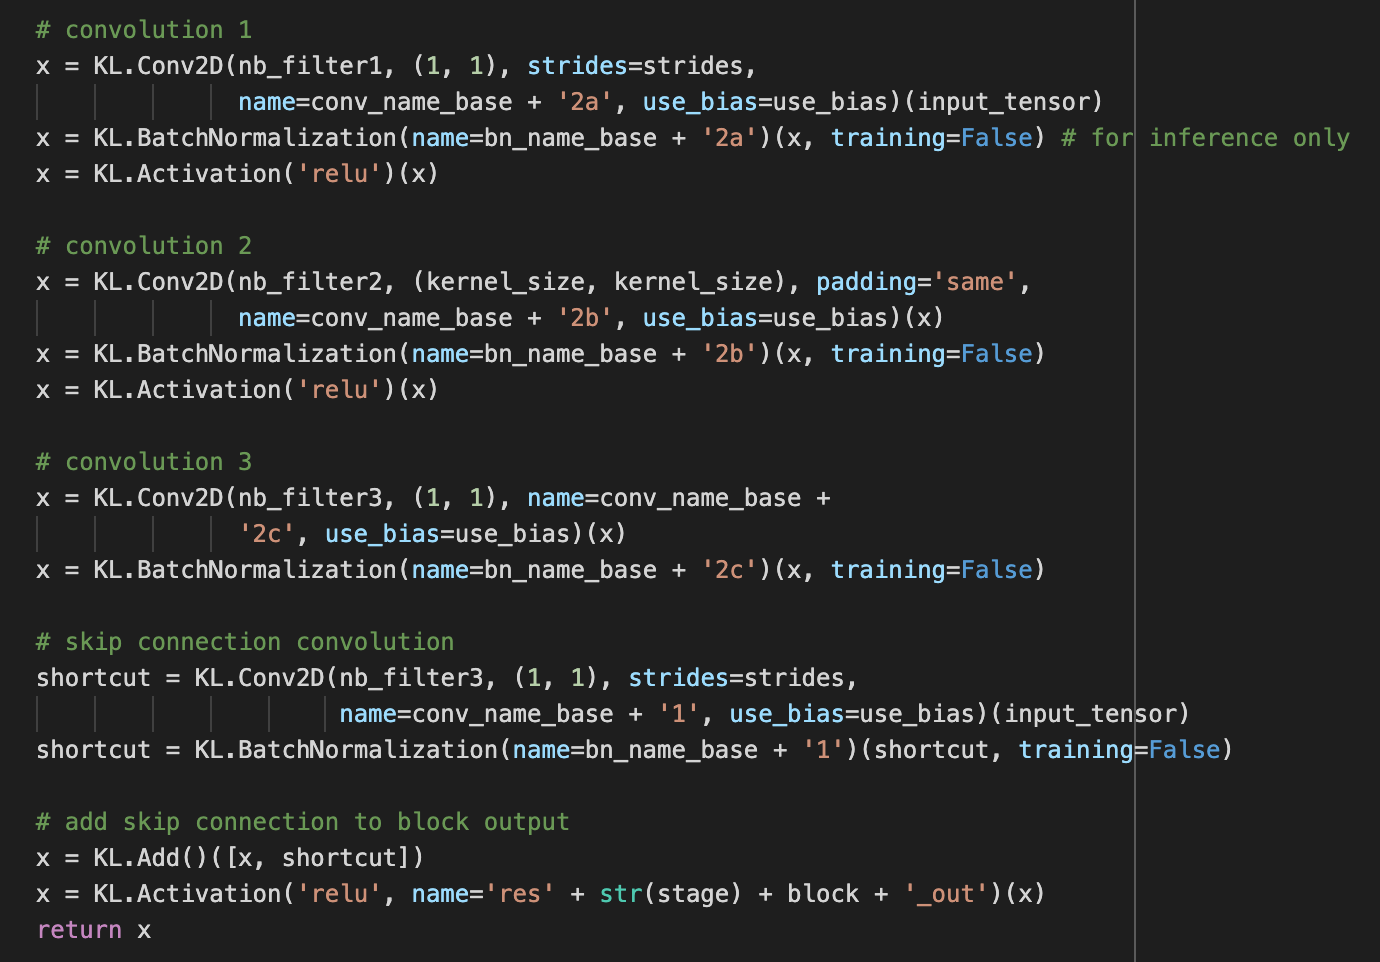 # convolution 1
x = KL.Conv2D(nb_filter1, (1, 1), strides=strides,
              name=conv_name_base + '2a', use_bias=use_bias)(input_tensor)
x = KL.BatchNormalization(name=bn_name_base + '2a')(x, training=False) # for inference only
x = KL.Activation('relu')(x)

# convolution 2
x = KL.Conv2D(nb_filter2, (kernel_size, kernel_size), padding='same',
              name=conv_name_base + '2b', use_bias=use_bias)(x)
x = KL.BatchNormalization(name=bn_name_base + '2b')(x, training=False)
x = KL.Activation('relu')(x)

# convolution 3
x = KL.Conv2D(nb_filter3, (1, 1), name=conv_name_base +
              '2c', use_bias=use_bias)(x)
x = KL.BatchNormalization(name=bn_name_base + '2c')(x, training=False)

# skip connection convolution
shortcut = KL.Conv2D(nb_filter3, (1, 1), strides=strides,
                     name=conv_name_base + '1', use_bias=use_bias)(input_tensor)
shortcut = KL.BatchNormalization(name=bn_name_base + '1')(shortcut, training=False)

# add skip connection to block output
x = KL.Add()([x, shortcut])
x = KL.Activation('relu', name='res' + str(stage) + block + '_out')(x)
return x